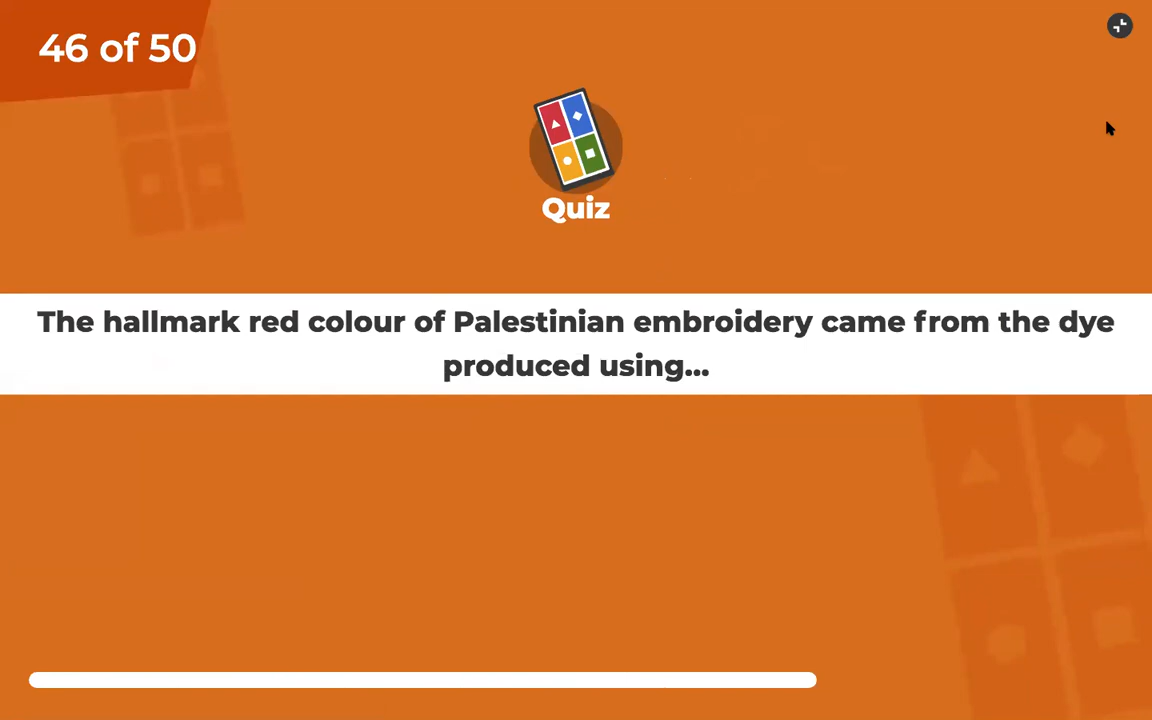 46 of 50
Quiz
The hallmark red colour of Palestinian embroidery came from the dye
produced using...